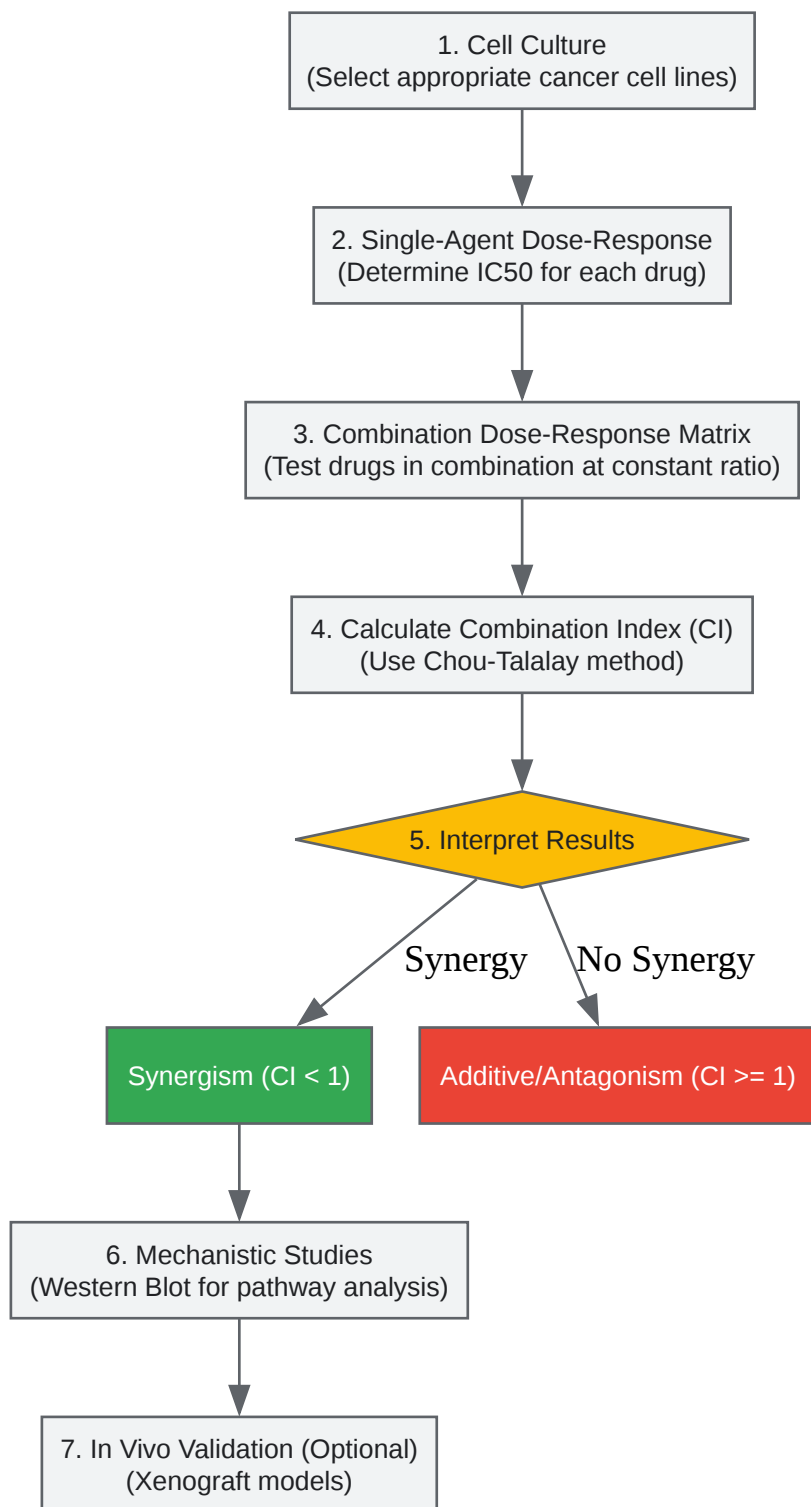 1. Cell Culture
(Select appropriate cancer cell lines)
2. Single-Agent Dose-Response
(Determine IC50 for each drug)
3. Combination Dose-Response Matrix
(Test drugs in combination at constant ratio)
4. Calculate Combination Index (CI)
(Use Chou-Talalay method)
5. Interpret Results
Synergy
No Synergy
Synergism (CI < 1)
Additive/Antagonism (CI >= 1)
6. Mechanistic Studies
(Western Blot for pathway analysis)
7. In Vivo Validation (Optional)
(Xenograft models)